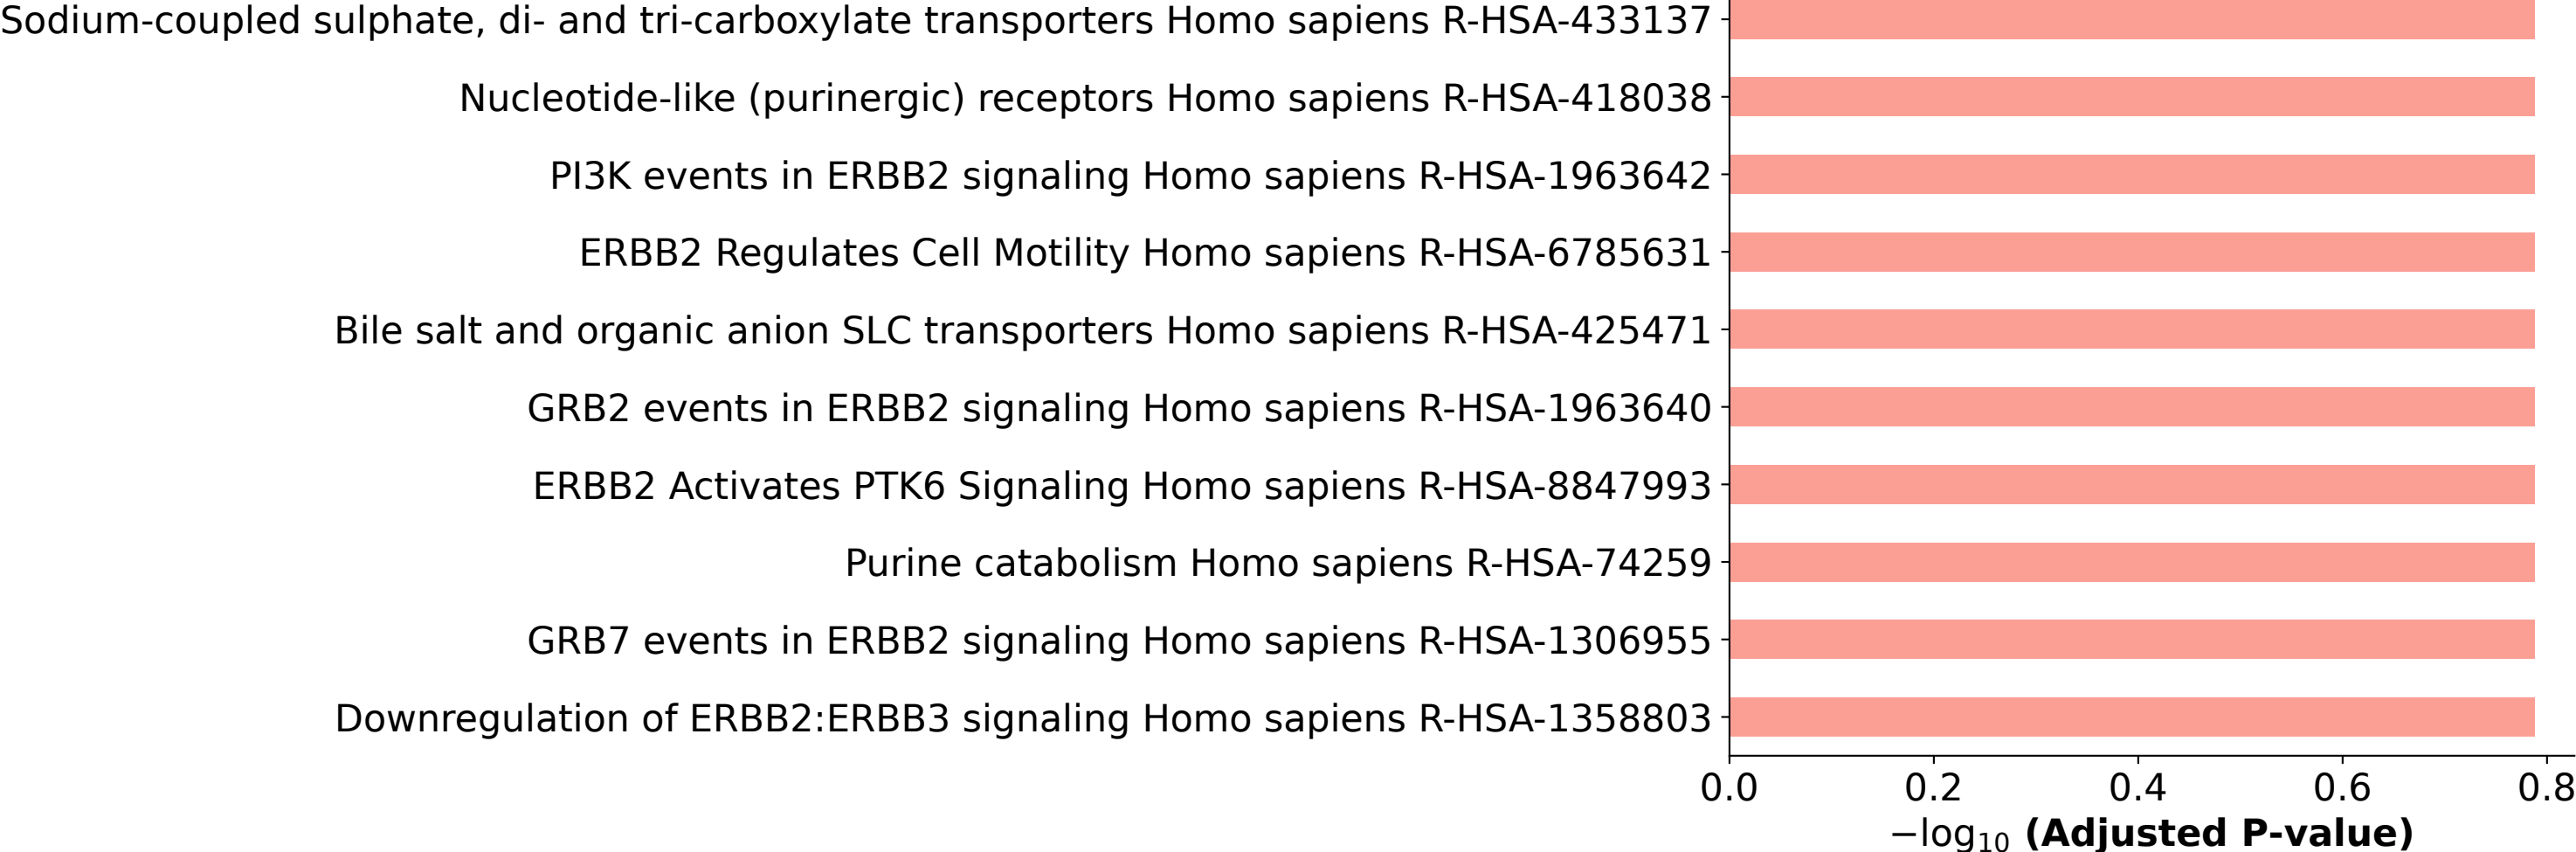 Sodium-coupled sulphate, di- and tri-carboxylate transporters Homo sapiens R-HSA-433137
Nucleotide-like (purinergic) receptors Homo sapiens R-HSA-418038
PI3K events in ERBB2 signaling Homo sapiens R-HSA-1963642
ERBB2 Regulates Cell Motility Homo sapiens R-HSA-6785631
Bile salt and organic anion SLC transporters Homo sapiens R-HSA-425471
GRB2 events in ERBB2 signaling Homo sapiens R-HSA-1963640
ERBB2 Activates PTK6 Signaling Homo sapiens R-HSA-8847993
Purine catabolism Homo sapiens R-HSA-74259
GRB7 events in ERBB2 signaling Homo sapiens R-HSA-1306955
Downregulation of ERBB2:ERBB3 signaling Homo sapiens R-HSA-1358803
0.0 0.2 0.4 0.6 0.8
−log₁₀ (Adjusted P-value)